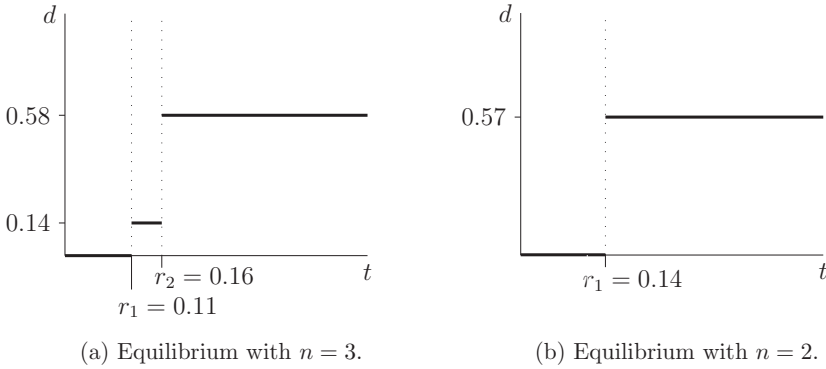 d
0.58
0.14
r₂ = 0.16
t
r₁ = 0.11
(a) Equilibrium with n = 3.
d
0.57
t
r₁ = 0.14
(b) Equilibrium with n = 2.